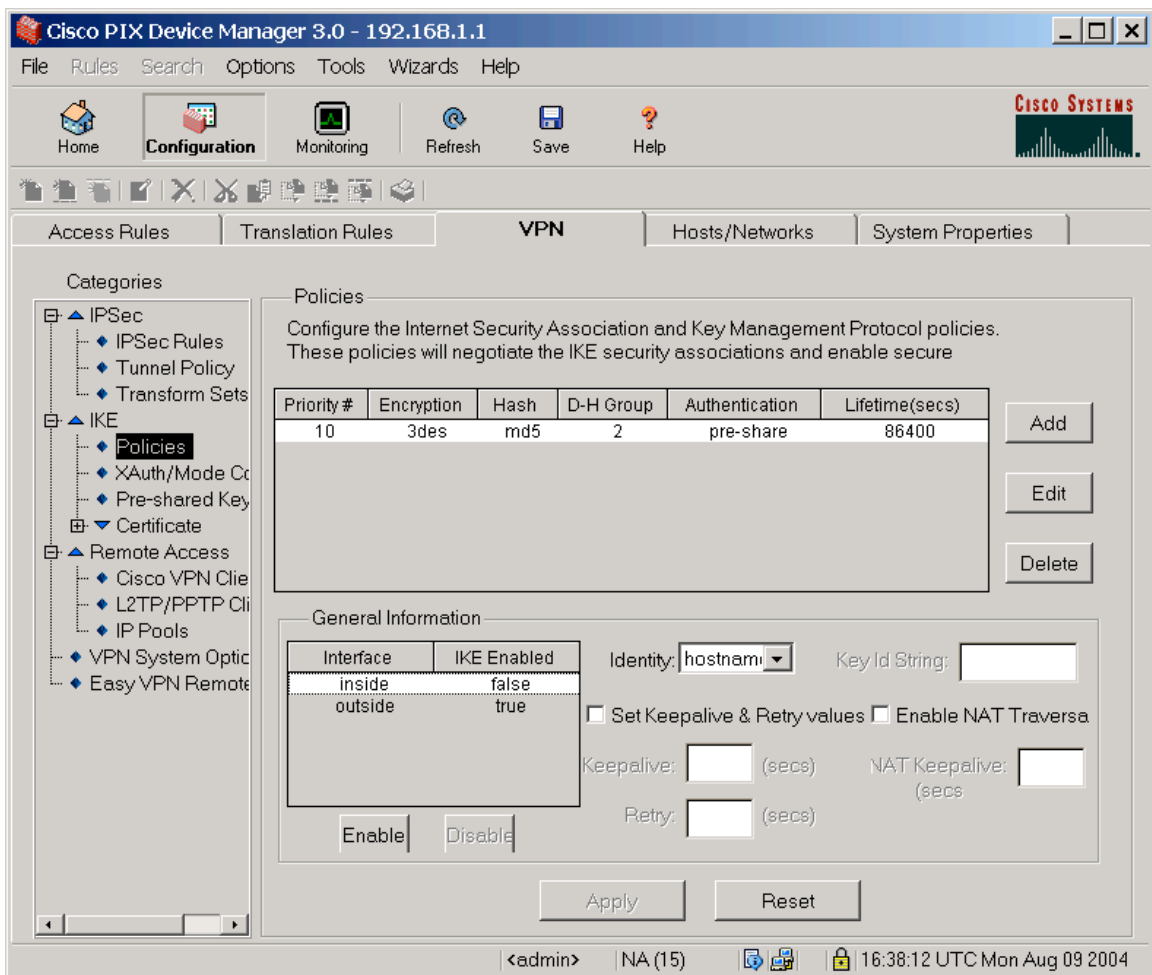 Cisco PIX Device Manager 3.0 - 192.168.1.1
File Rules Search Options Tools Wizards Help
Home Configuration Monitoring Refresh Save Help
CISCO SYSTEMS
Access Rules Translation Rules VPN Hosts/Networks System Properties
Categories
IPSec
IPSec Rules
Tunnel Policy
Transform Sets
IKE
Policies
XAuth/Mode Co
Pre-shared Key
Certificate
Remote Access
Cisco VPN Clie
L2TP/PPTP Cli
IP Pools
VPN System Optic
Easy VPN Remote
Policies
Configure the Internet Security Association and Key Management Protocol policies.
These policies will negotiate the IKE security associations and enable secure
Priority # Encryption Hash D-H Group Authentication Lifetime(secs)
10 3des md5 2 pre-share 86400
Add
Edit
Delete
General Information
Interface IKE Enabled
inside false
outside true
Enable Disable
Identity: hostnam Key Id String:
Set Keepalive & Retry values Enable NAT Traversa
Keepalive: (secs) NAT Keepalive:
(secs
Retry: (secs)
Apply Reset
<admin> NA (15) 16:38:12 UTC Mon Aug 09 2004